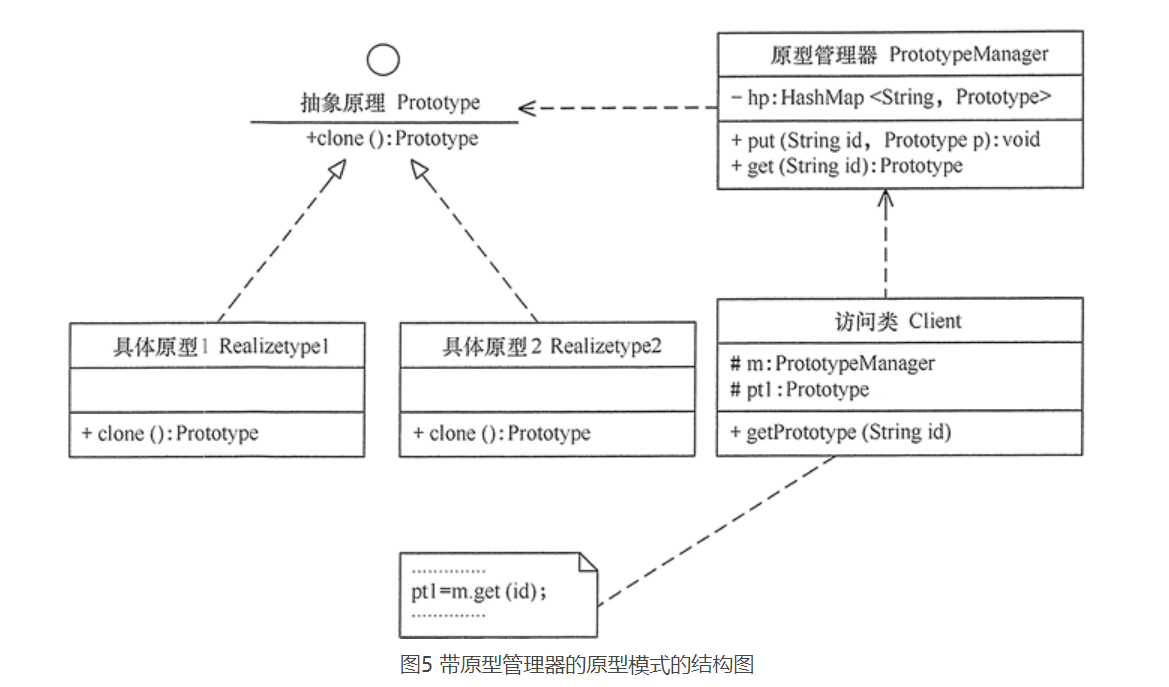 抽象原理 Prototype
+clone ():Prototype
原型管理器 PrototypeManager
- hp:HashMap <String, Prototype>
+ put (String id, Prototype p):void
+ get (String id):Prototype
具体原型1 Realizetype1
+ clone ():Prototype
具体原型2 Realizetype2
+ clone ():Prototype
访问类 Client
# m:PrototypeManager
# pt1:Prototype
+ getPrototype (String id)
..............
pt1=m.get (id);
..............
图5 带原型管理器的原型模式的结构图